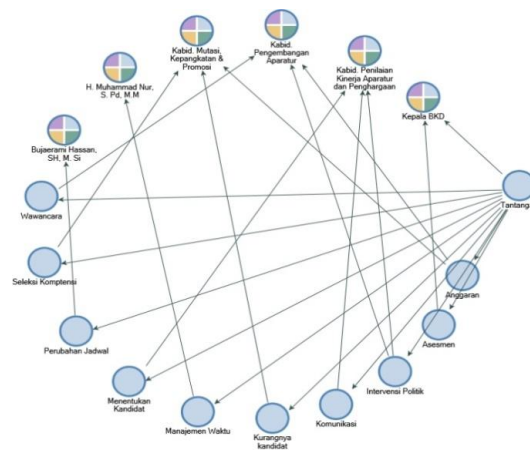 Kabid. Mutasi,
Kepangkatan &
Promosi
Kabid.
Pengembangan
Aparatur
H. Muhammad Nur,
S. Pd, M.M
Kabid. Penilaian
Kinerja Aparatur
dan Penghargaan
Kepala BKD
Bujaerami Hassan,
SH, M. Si
Wawancara
Tantanga
Seleksi Komptensi
Anggaran
Perubahan Jadwal
Asesmen
Menentukan
Kandidat
Intervensi Politik
Manajemen Waktu
Kurangnya
kandidat
Komunikasi